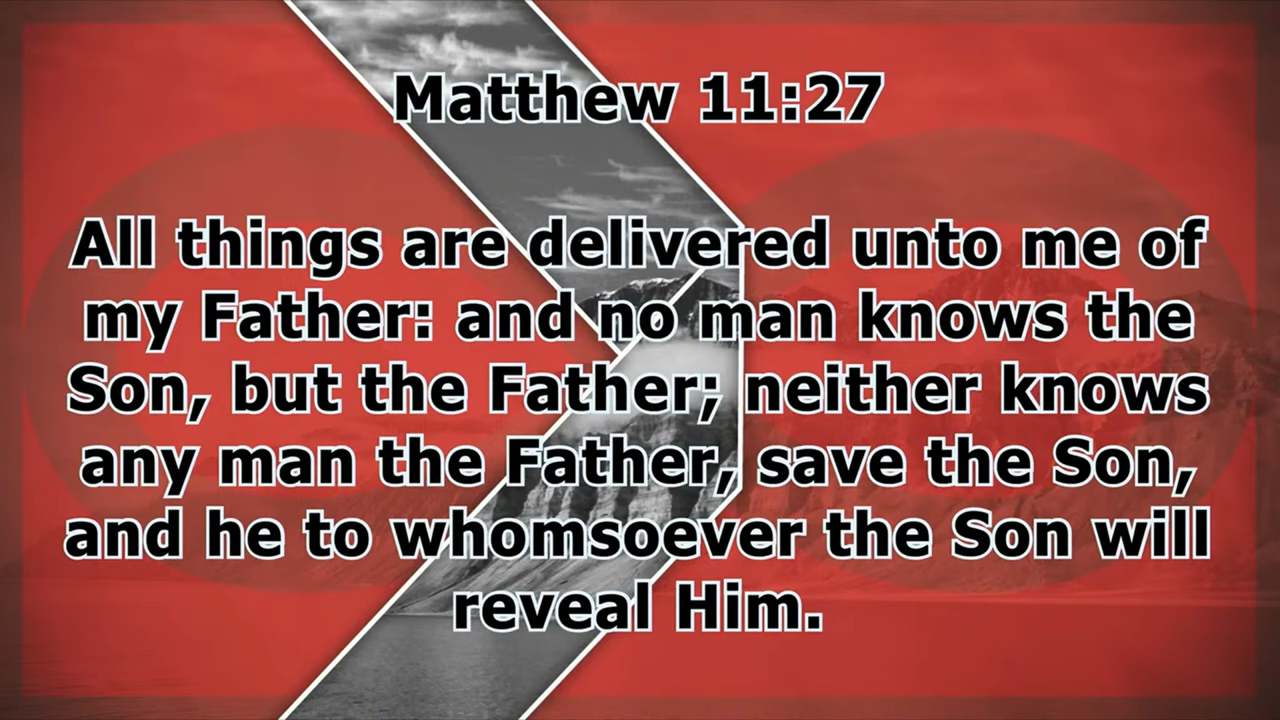 Matthew 11:27
All things are delivered unto me of
my Father: and no man knows the
Son, but the Father; neither knows
any man the Father, save the Son,
and he to whomsoever the Son will
reveal Him.